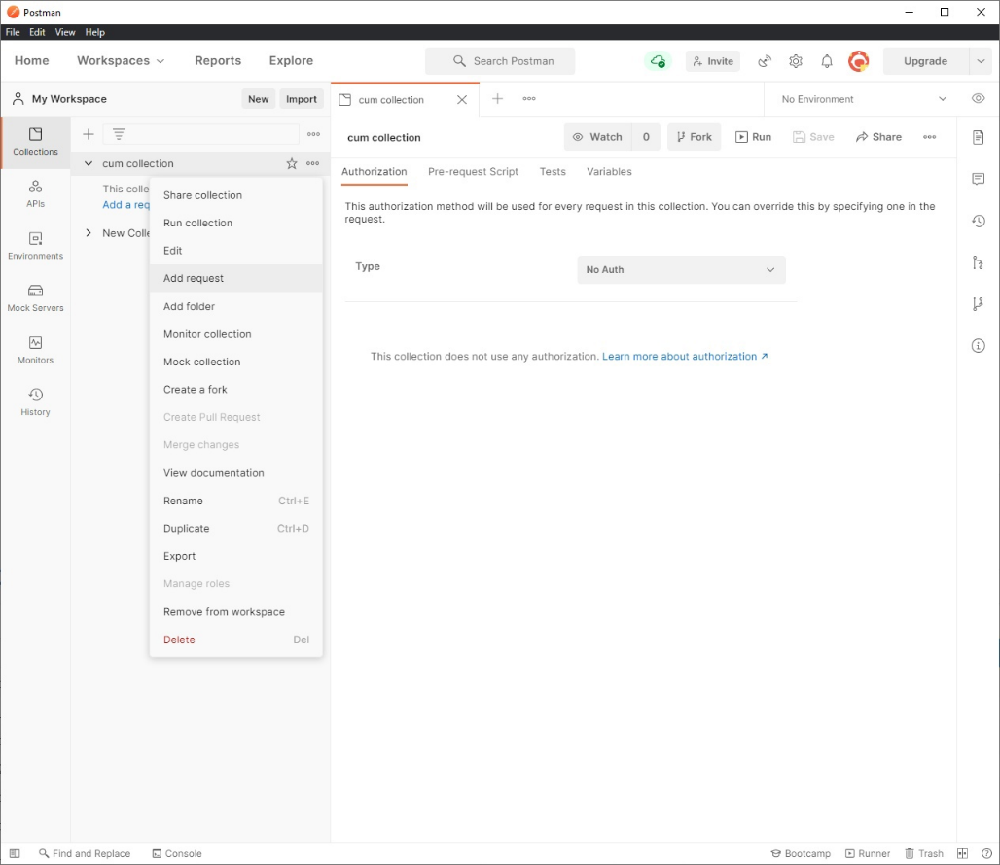 Postman
File Edit View Help
Home Workspaces Reports Explore Search Postman Invite Upgrade
My Workspace New Import cum collection No Environment
Collections
APIs
Environments
Mock Servers
Monitors
History
cum collection
This colle
Add a req
New Colle
Share collection
Run collection
Edit
Add request
Add folder
Monitor collection
Mock collection
Create a fork
Create Pull Request
Merge changes
View documentation
Rename Ctrl+E
Duplicate Ctrl+D
Export
Manage roles
Remove from workspace
Delete Del
cum collection Watch 0 Fork Run Save Share
Authorization Pre-request Script Tests Variables
This authorization method will be used for every request in this collection. You can override this by specifying one in the
request.
Type No Auth
This collection does not use any authorization. Learn more about authorization ↗
Find and Replace Console Bootcamp Runner Trash